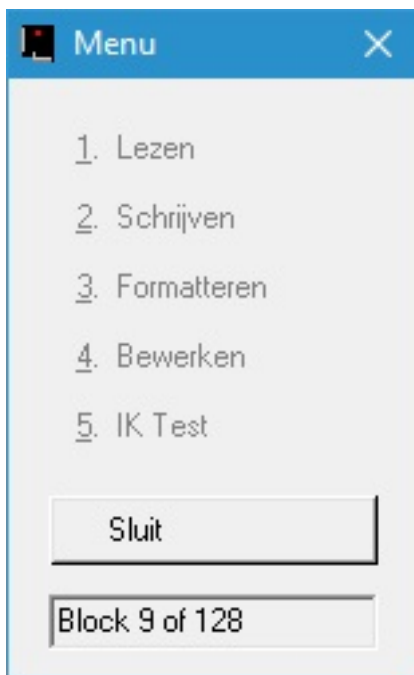 Menu
1. Lezen
2. Schrijven
3. Formatteren
4. Bewerken
5. IK Test
Sluit
Block 9 of 128